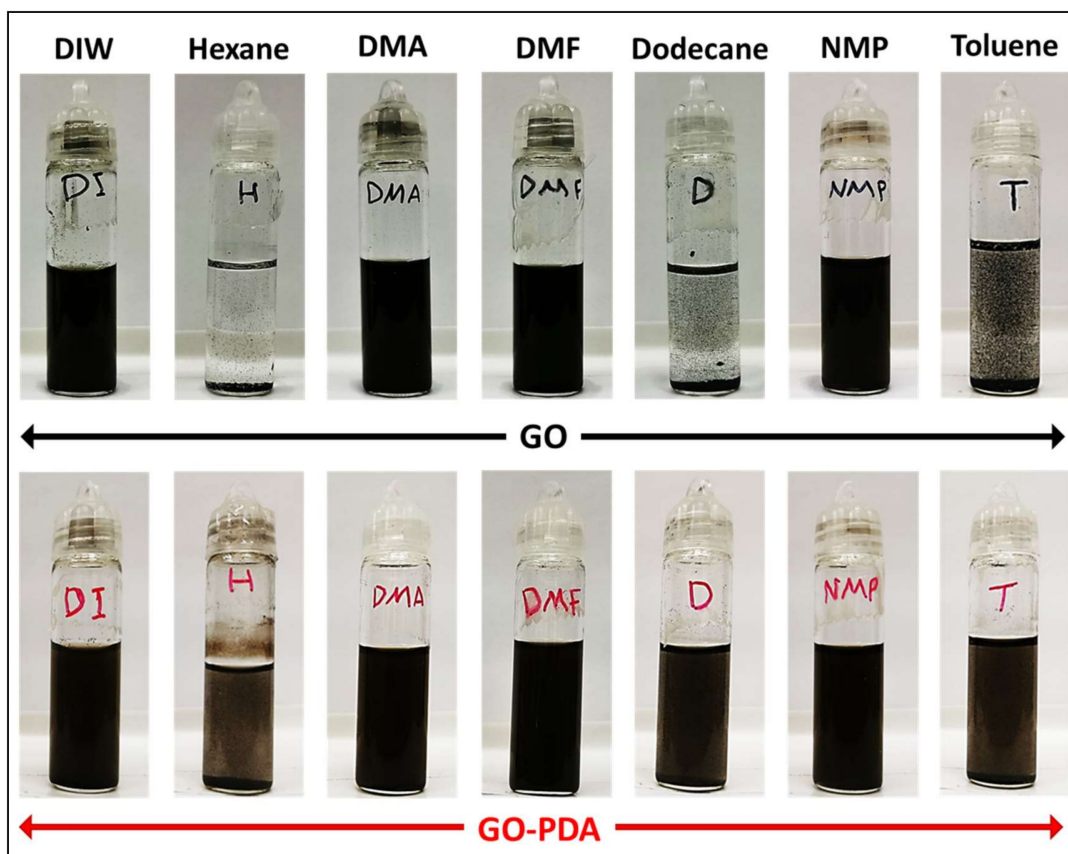 DIW Hexane DMA DMF Dodecane NMP Toluene
DI H DMA DMF D NMP T
GO
DI H DMA DMF D NMP T
GO-PDA